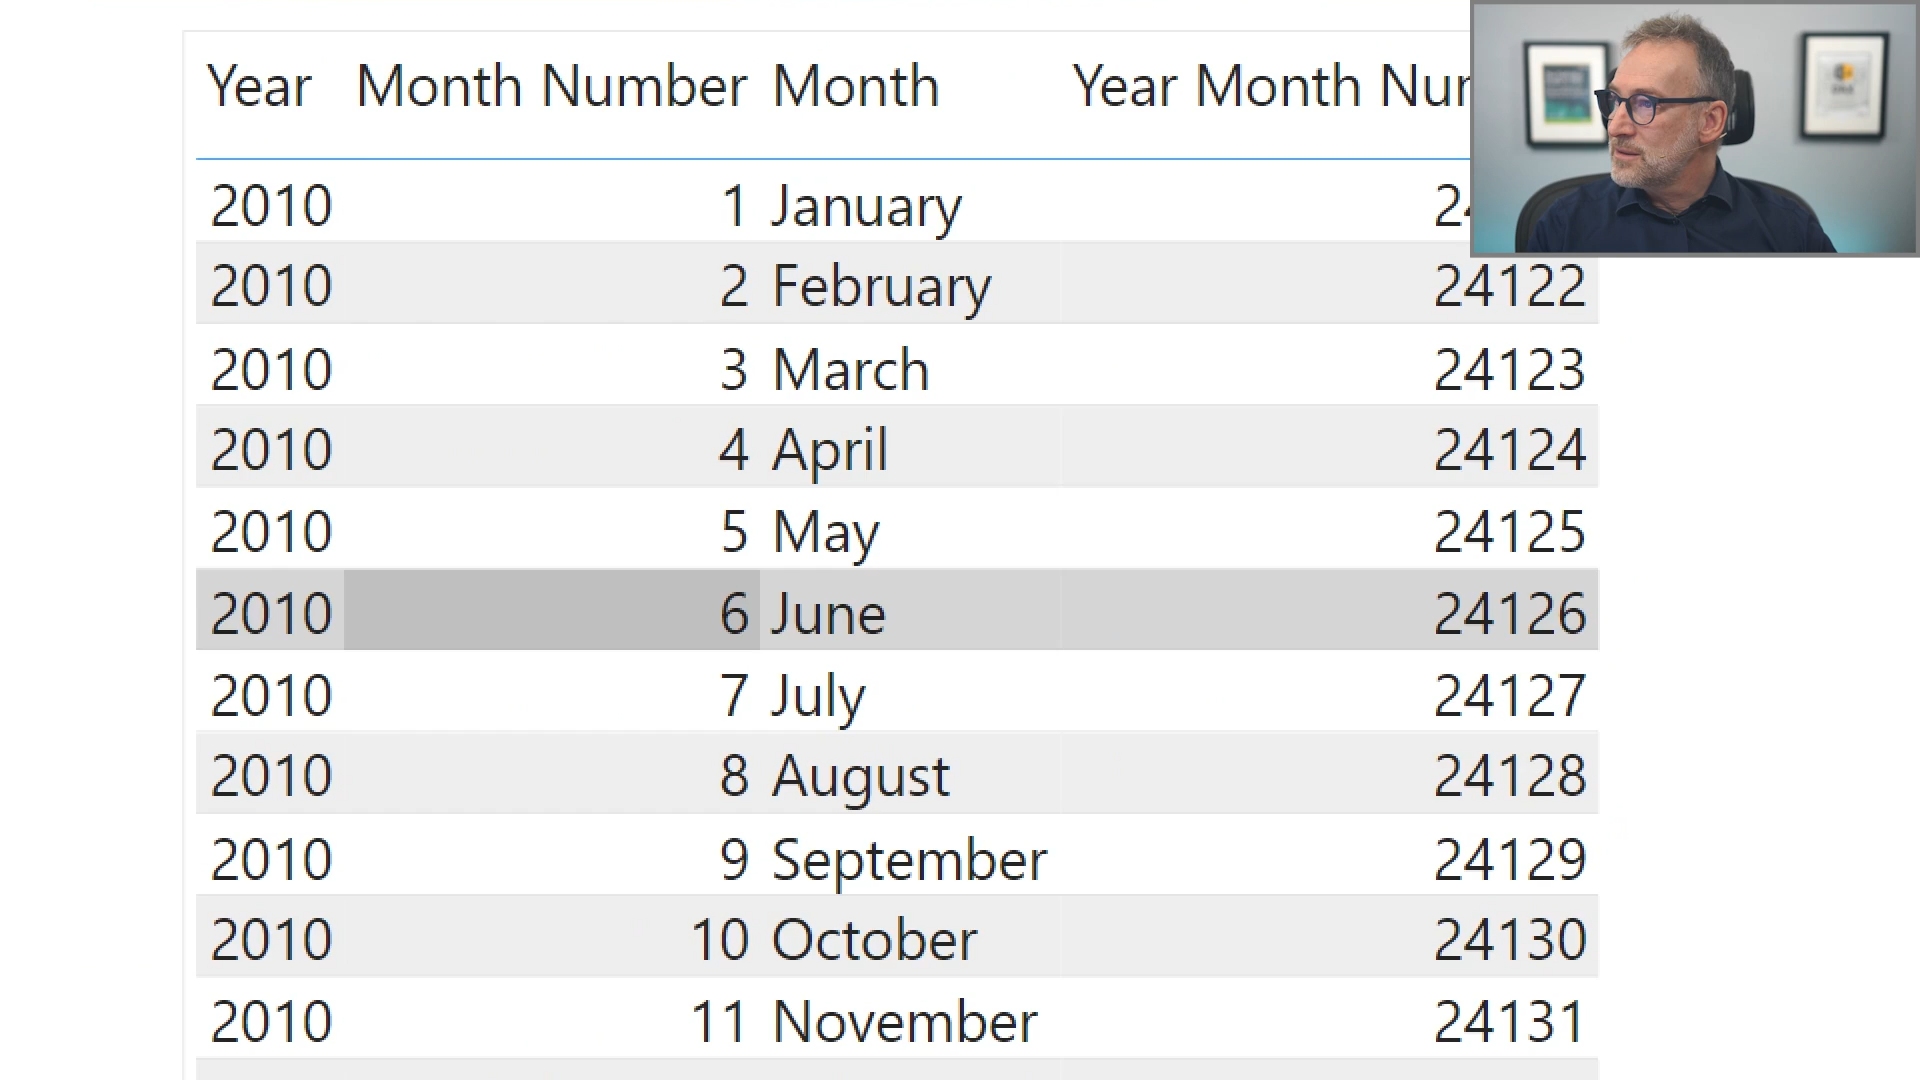 Year Month Number Month Year Month Nu
2010 1 January 2
2010 2 February 24122
2010 3 March 24123
2010 4 April 24124
2010 5 May 24125
2010 6 June 24126
2010 7 July 24127
2010 8 August 24128
2010 9 September 24129
2010 10 October 24130
2010 11 November 24131